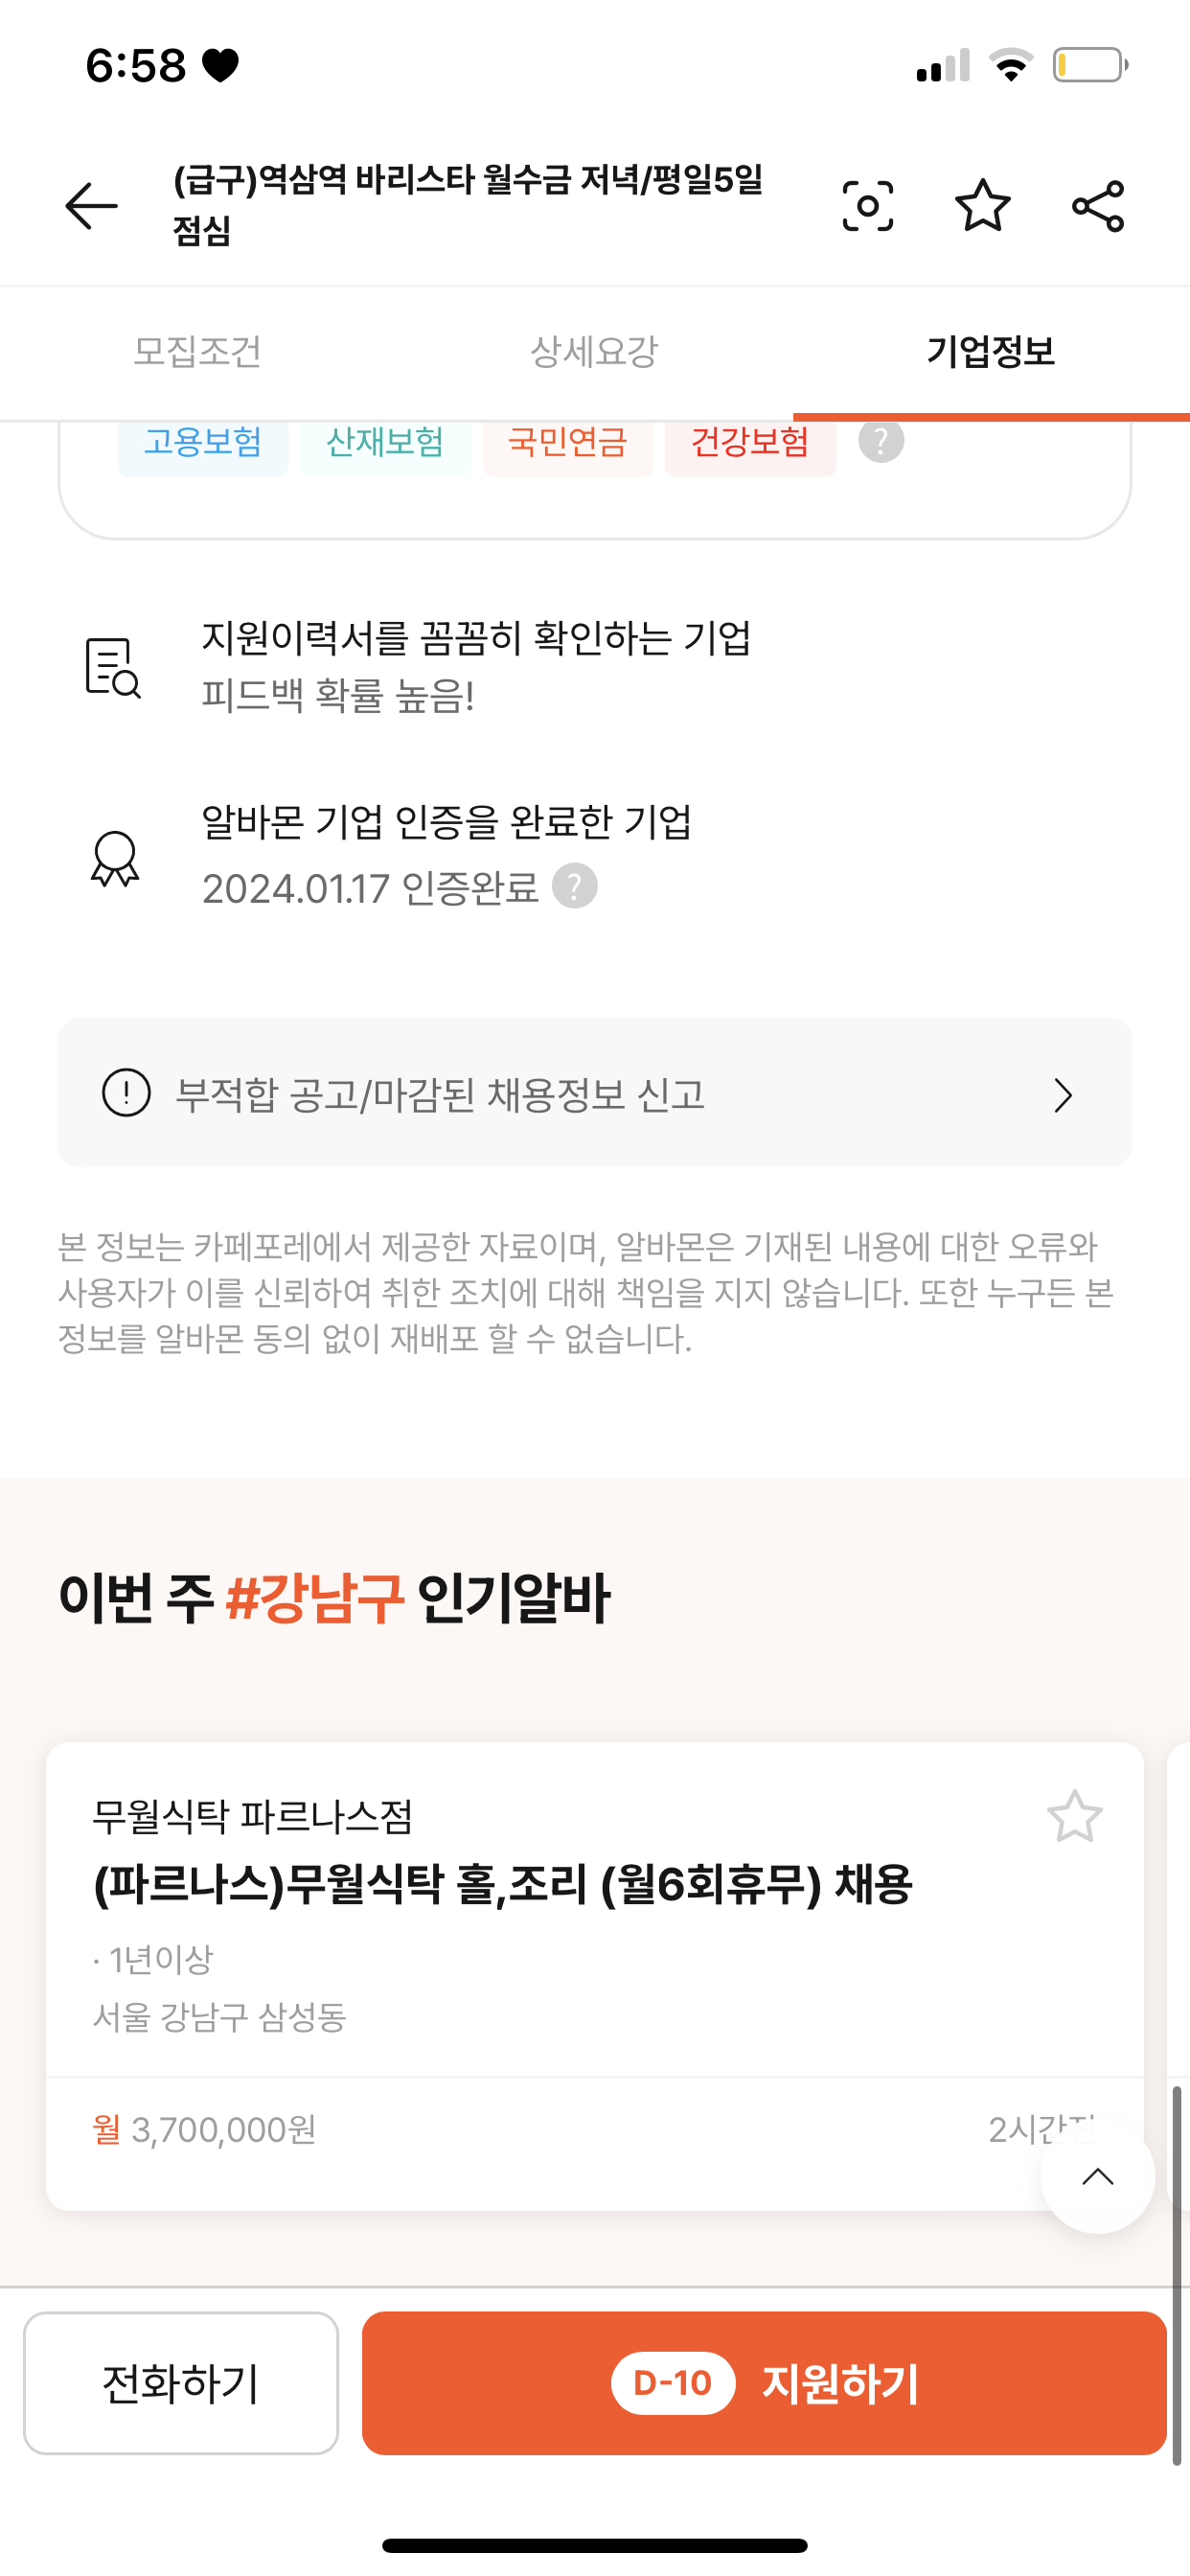 6:58
(급구)역삼역 바리스타 월수금 저녁/평일5일
점심
모집조건 상세요강 기업정보
고용보험 산재보험 국민연금 건강보험 ?
지원이력서를 꼼꼼히 확인하는 기업
피드백 확률 높음!
알바몬 기업 인증을 완료한 기업
2024.01.17 인증완료 ?
부적합 공고/마감된 채용정보 신고
본 정보는 카페포레에서 제공한 자료이며, 알바몬은 기재된 내용에 대한 오류와
사용자가 이를 신뢰하여 취한 조치에 대해 책임을 지지 않습니다. 또한 누구든 본
정보를 알바몬 동의 없이 재배포 할 수 없습니다.
이번 주 #강남구 인기알바
무월식탁 파르나스점
(파르나스)무월식탁 홀,조리 (월6회휴무) 채용
· 1년이상
서울 강남구 삼성동
월 3,700,000원 2시간전
전화하기 D-10 지원하기